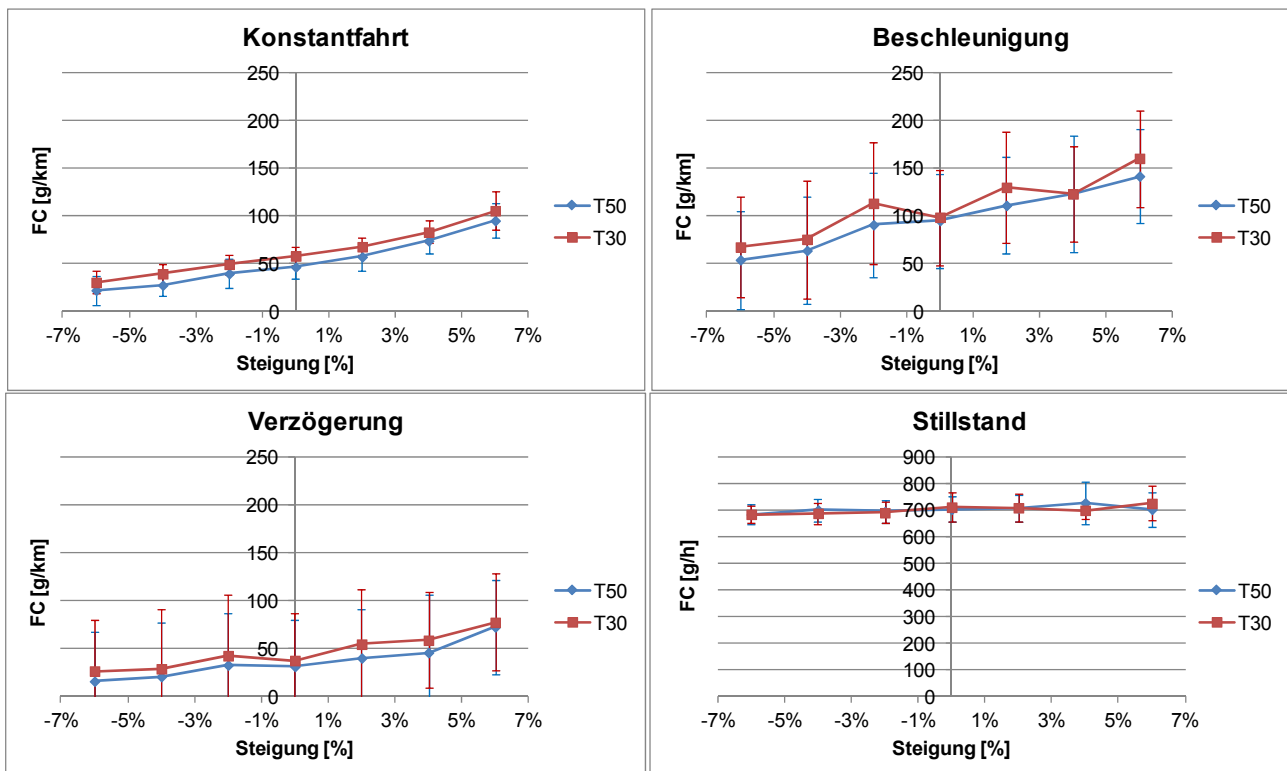 Konstantfahrt
250
200
150
100
50
0
-7% -5% -3% -1% 1% 3% 5% 7%
FC [g/km]
Steigung [%]
T50
T30
Beschleunigung
250
200
150
100
50
0
-7% -5% -3% -1% 1% 3% 5% 7%
FC [g/km]
Steigung [%]
T50
T30
Verzögerung
250
200
150
100
50
0
-7% -5% -3% -1% 1% 3% 5% 7%
FC [g/km]
Steigung [%]
T50
T30
Stillstand
900
800
700
600
500
400
300
200
100
0
-7% -5% -3% -1% 1% 3% 5% 7%
FC [g/h]
Steigung [%]
T50
T30